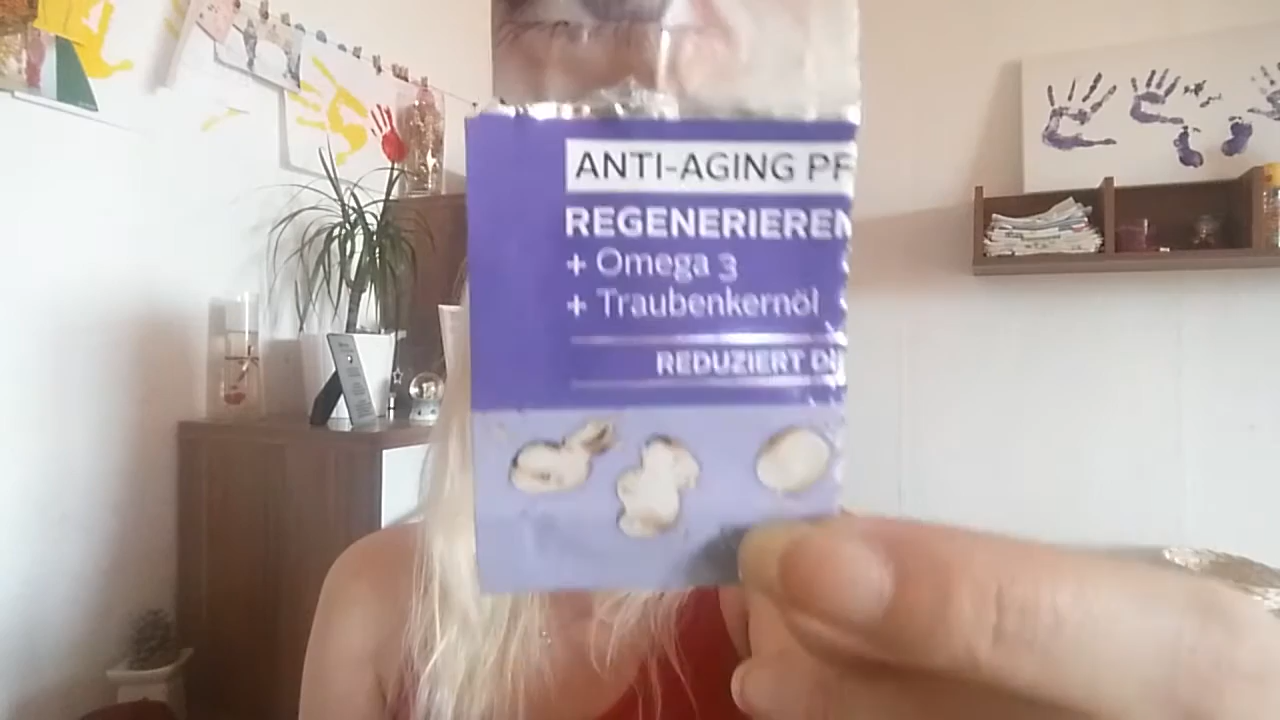 ANTI-AGING PF
REGENERIEREN
+ Omega 3
+ Traubenkernöl
REDUZIERT DI